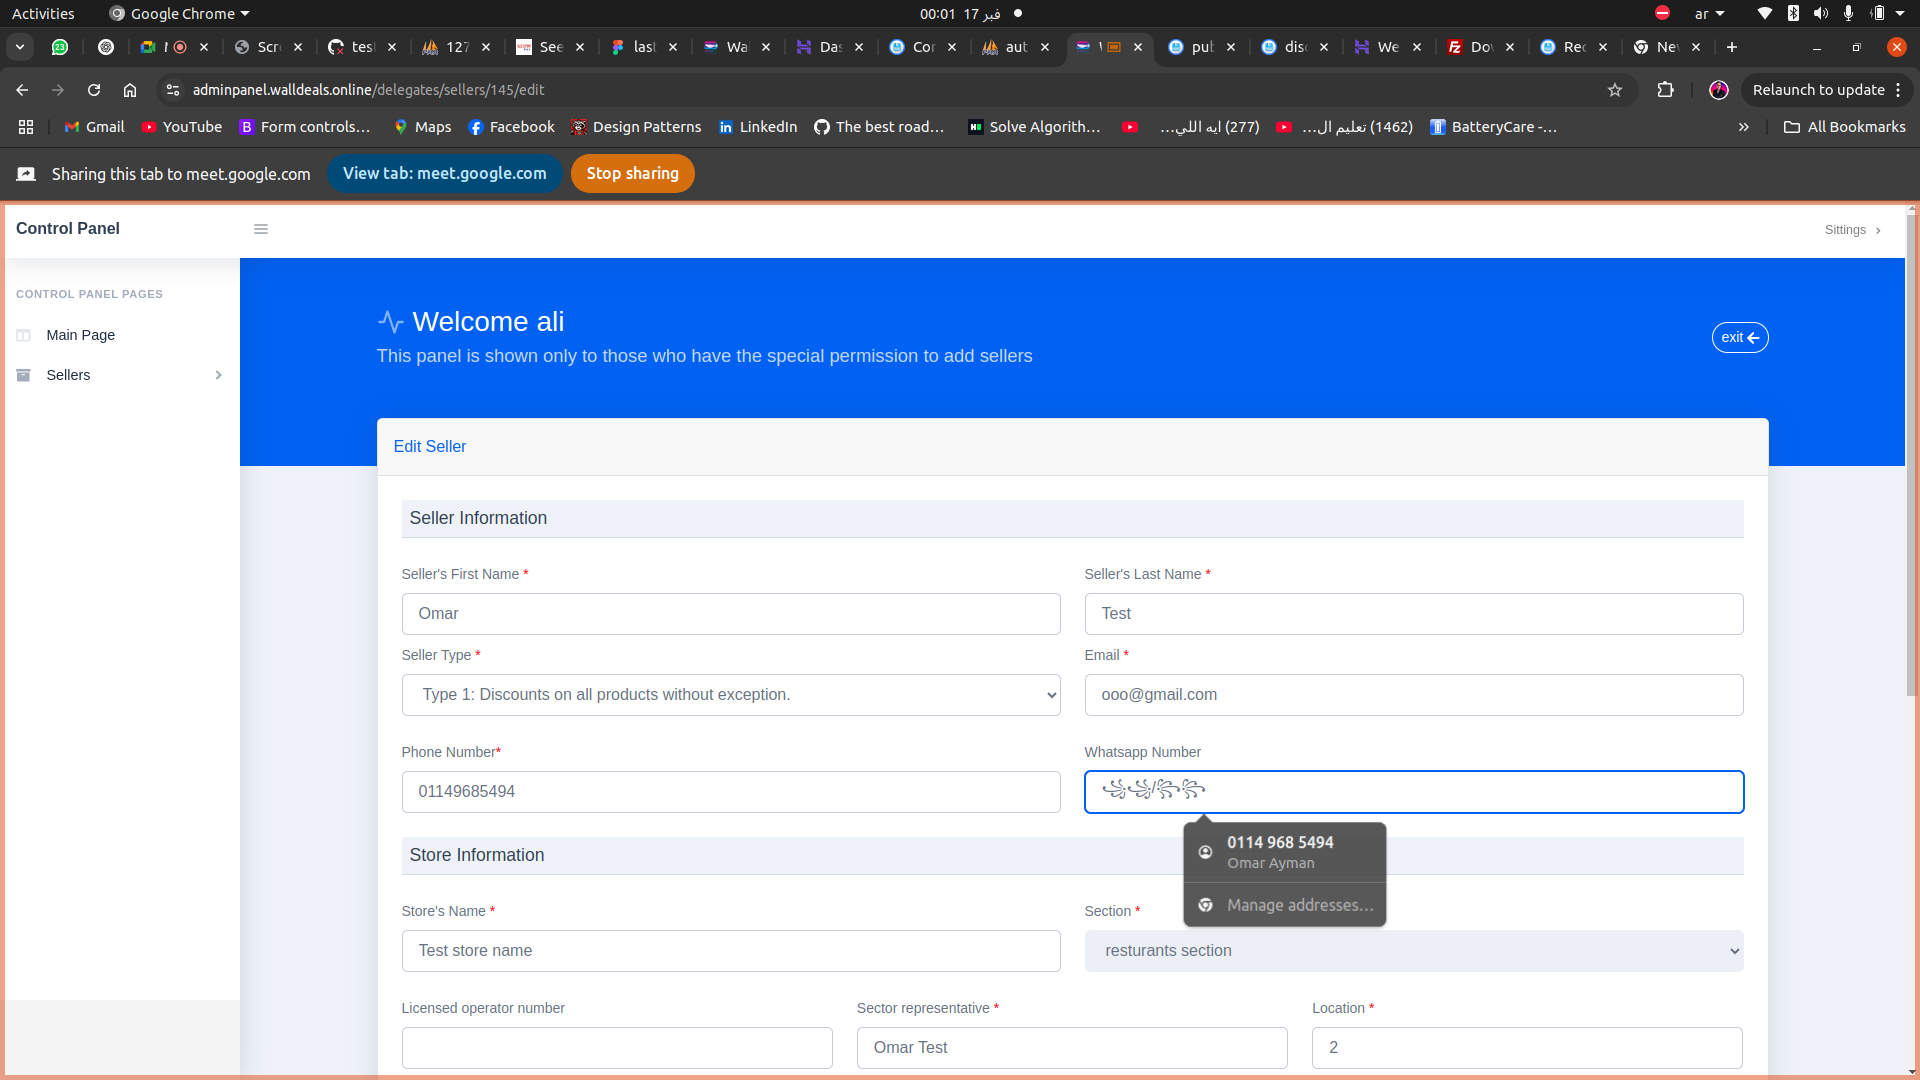 Activities
Google Chrome
00:01 17 فبر
ar
23
Scr
tes
127
See
last
Wa
Das
Cor
aut
pub
disc
We
Do
Rec
Nev
adminpanel.walldeals.online/delegates/sellers/145/edit
Relaunch to update
Gmail
YouTube
Form controls...
Maps
Facebook
Design Patterns
LinkedIn
The best road...
Solve Algorith...
(277) ايه اللي...
(1462) تعليم ال...
BatteryCare -...
All Bookmarks
Sharing this tab to meet.google.com
View tab: meet.google.com
Stop sharing
Control Panel
Sittings
CONTROL PANEL PAGES
Main Page
Sellers
Welcome ali
This panel is shown only to those who have the special permission to add sellers
exit
Edit Seller
Seller Information
Seller's First Name *
Seller's Last Name *
Omar
Test
Seller Type *
Email *
Type 1: Discounts on all products without exception.
ooo@gmail.com
Phone Number*
Whatsapp Number
01149685494
0114 968 5494
Omar Ayman
Manage addresses...
Store Information
Store's Name *
Section *
Test store name
resturants section
Licensed operator number
Sector representative *
Location *
Omar Test
2